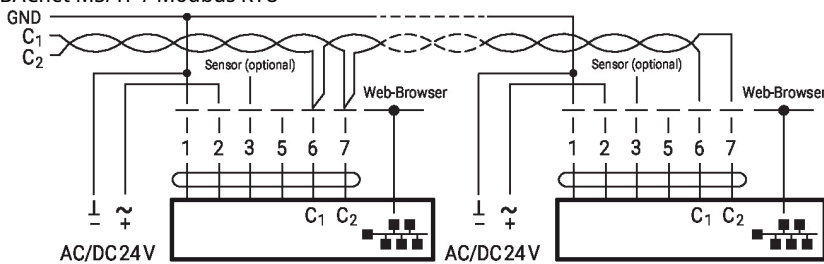 BACnet MS/TP / Modbus RTU
GND
C1
C2
Sensor (optional) Sensor (optional)
Web-Browser Web-Browser
1 2 3 5 6 7 1 2 3 5 6 7
⊥ ~ ⊥ ~
− + − +
C1 C2 C1 C2
AC/DC 24 V AC/DC 24 V